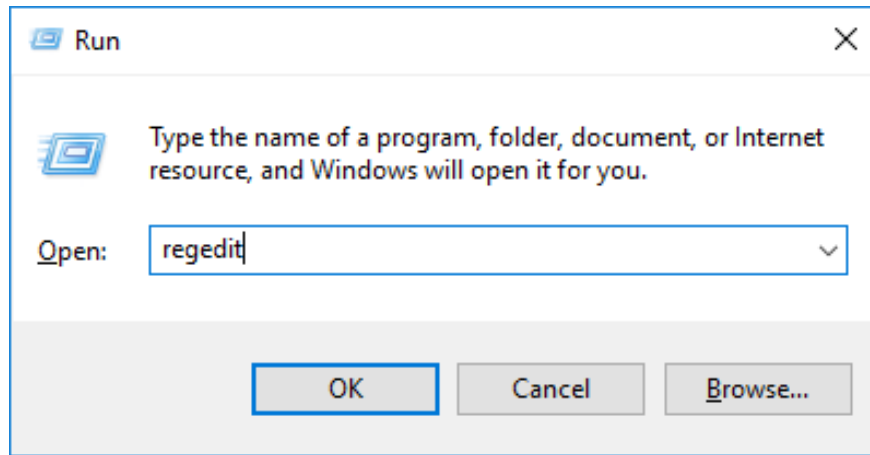 Run
Type the name of a program, folder, document, or Internet
resource, and Windows will open it for you.
Open: regedit
OK Cancel Browse...